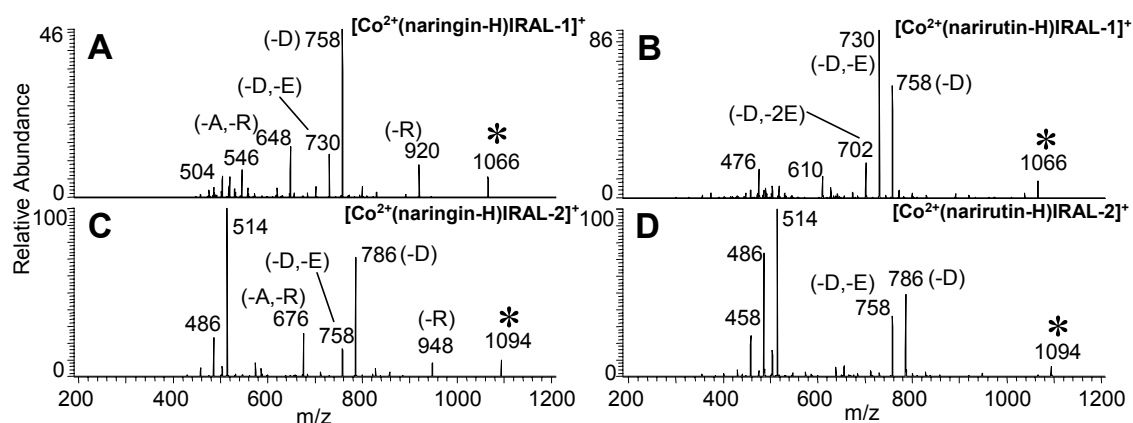 Relative Abundance
46
0
A
[Co²⁺(naringin-H)IRAL-1]⁺
(-D) 758
(-D,-E)
(-A,-R)
648
730
(-R)
920
546
504
*
1066
86
0
B
[Co²⁺(narirutin-H)IRAL-1]⁺
730
(-D,-E)
758 (-D)
(-D,-2E)
702
476
610
*
1066
Relative Abundance
100
0
C
[Co²⁺(naringin-H)IRAL-2]⁺
514
(-D,-E)
786 (-D)
(-A,-R)
676
758
486
(-R)
948
*
1094
200 400 600 800 1000 1200
m/z
100
0
D
[Co²⁺(narirutin-H)IRAL-2]⁺
514
486
(-D,-E)
786 (-D)
758
458
*
1094
200 400 600 800 1000 1200
m/z